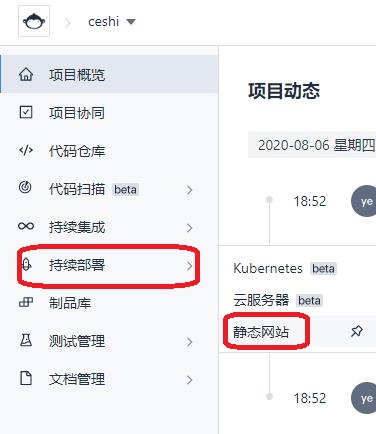 ceshi
项目概览
项目协同
代码仓库
代码扫描 beta
持续集成
持续部署
制品库
测试管理
文档管理
项目动态
2020-08-06 星期四
18:52 ye
Kubernetes beta
云服务器 beta
静态网站
18:52 ye